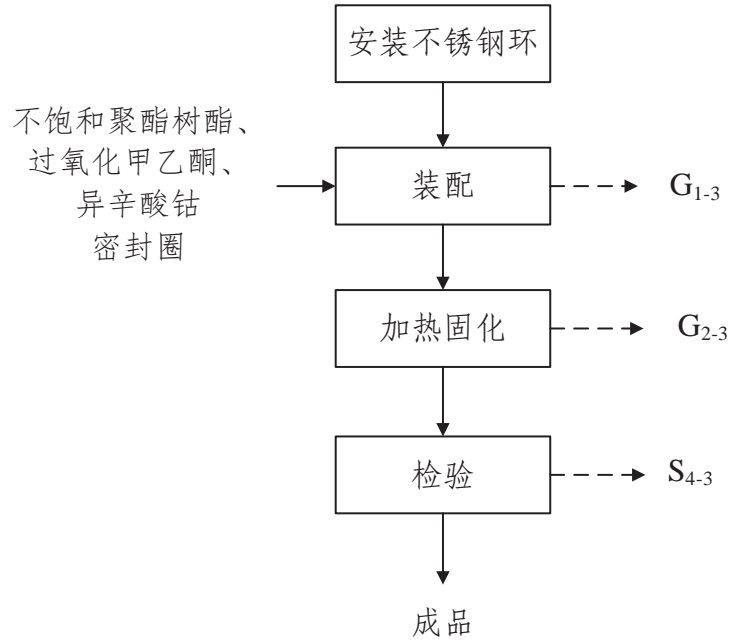 安装不锈钢环
不饱和聚酯树酯、
过氧化甲乙酮、
异辛酸钴
密封圈
装配
G1-3
加热固化
G2-3
检验
S4-3
成品